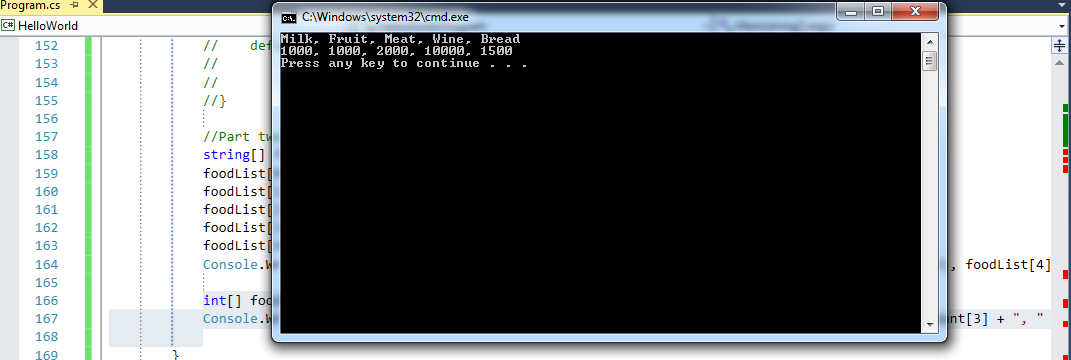 Program.cs
C:\Windows\system32\cmd.exe
HelloWorld
Milk, Fruit, Meat, Wine, Bread
1000, 1000, 2000, 10000, 1500
Press any key to continue . . .
152 // def
153 //
154 //
155 //}
156
157 //Part tw
158 string[]
159 foodList[
160 foodList[
161 foodList[
162 foodList[
163 foodList[
164 Console.W , foodList[4]
165
166 int[] foo
167 Console.W nt[3] + ", "
168
169 }